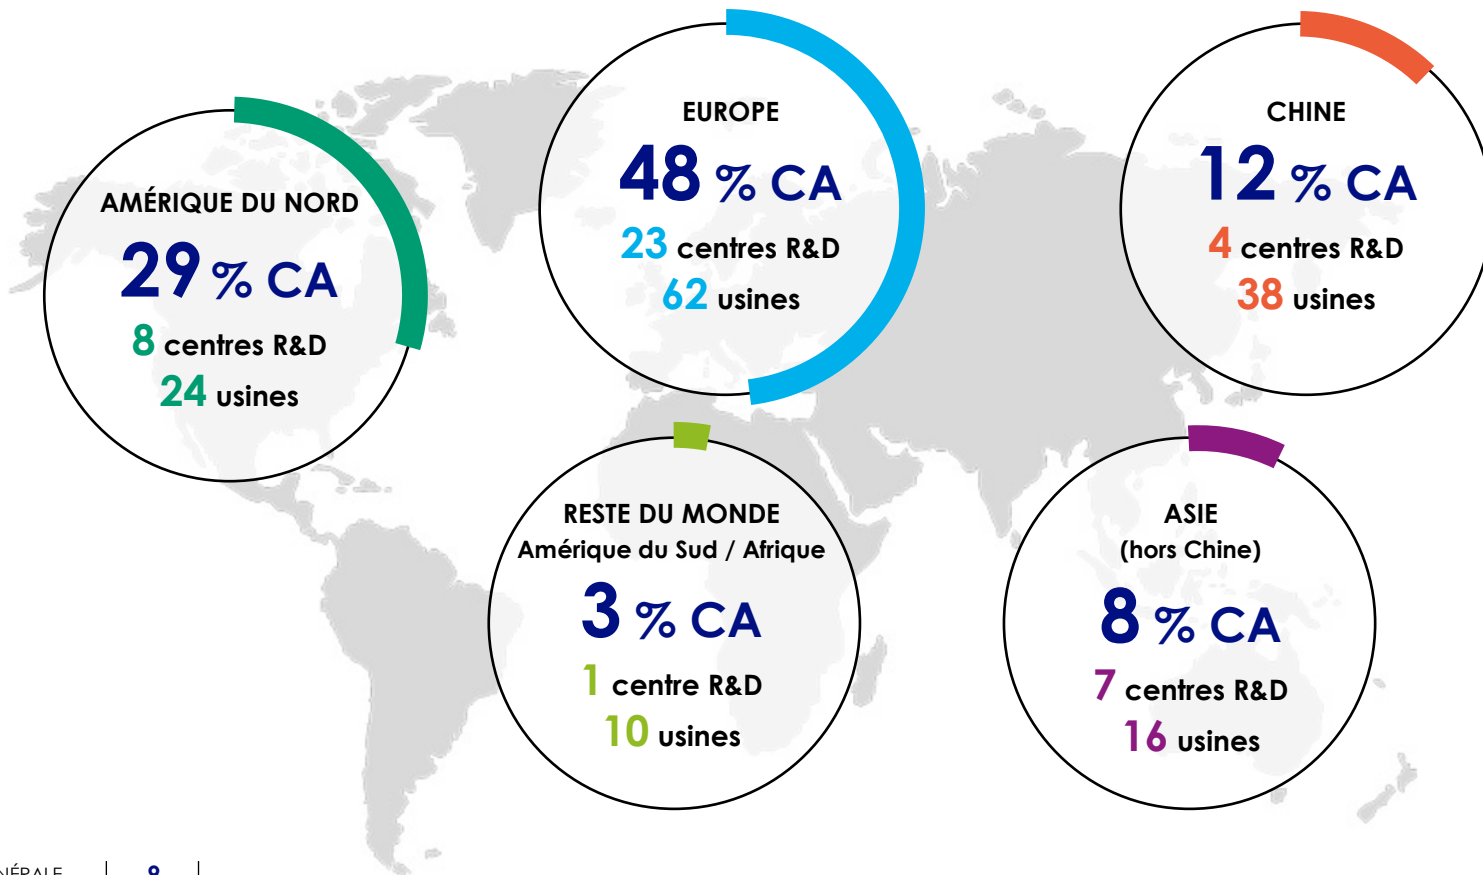 AMÉRIQUE DU NORD
29 % CA
8 centres R&D
24 usines
EUROPE
48 % CA
23 centres R&D
62 usines
CHINE
12 % CA
4 centres R&D
38 usines
RESTE DU MONDE
Amérique du Sud / Afrique
3 % CA
1 centre R&D
10 usines
ASIE
(hors Chine)
8 % CA
7 centres R&D
16 usines